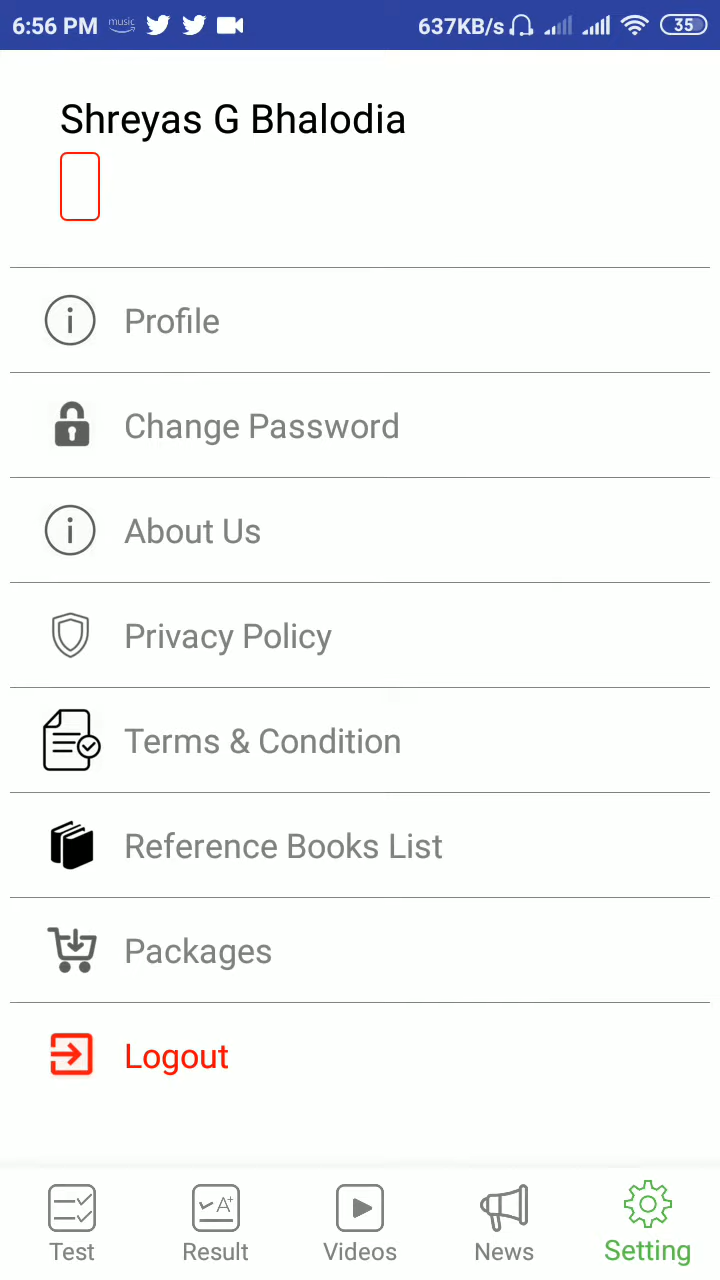 6:56 PM music 637KB/s 35
Shreyas G Bhalodia
Profile
Change Password
About Us
Privacy Policy
Terms & Condition
Reference Books List
Packages
Logout
Test Result Videos News Setting